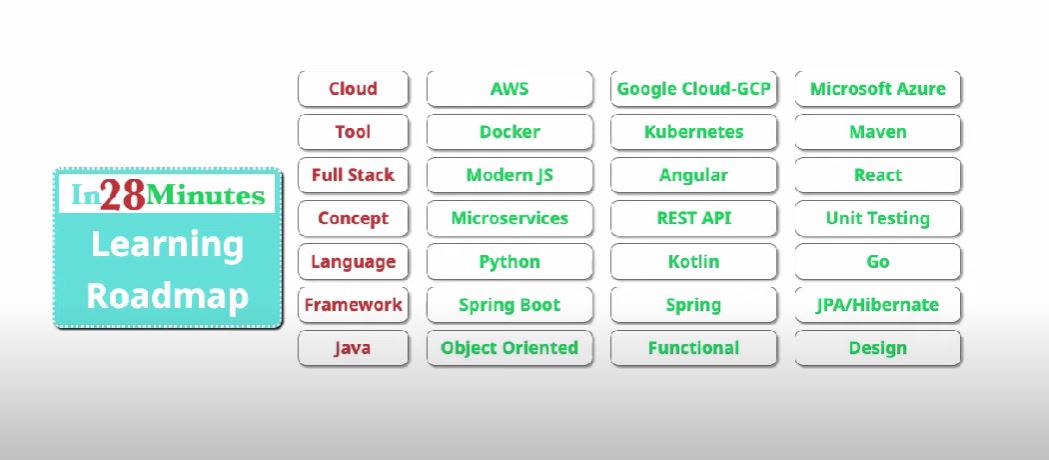 In28Minutes
Learning
Roadmap
Cloud AWS Google Cloud-GCP Microsoft Azure
Tool Docker Kubernetes Maven
Full Stack Modern JS Angular React
Concept Microservices REST API Unit Testing
Language Python Kotlin Go
Framework Spring Boot Spring JPA/Hibernate
Java Object Oriented Functional Design